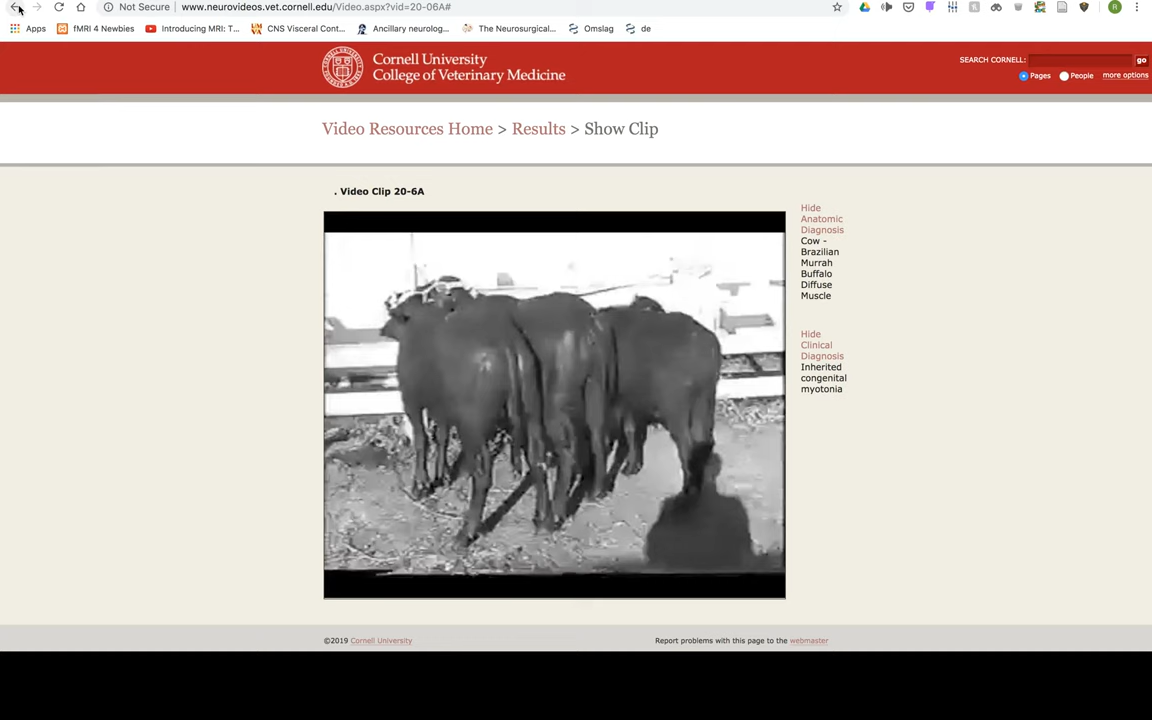 Not Secure
www.neurovideos.vet.cornell.edu/Video.aspx?vid=20-06A#
R
Apps
fMRI 4 Newbies
Introducing MRI: T...
CNS Visceral Cont...
Ancillary neurolog...
The Neurosurgical...
Omslag
de
Cornell University
College of Veterinary Medicine
SEARCH CORNELL:
go
Pages
People
more options
Video Resources Home > Results > Show Clip
. Video Clip 20-6A
Hide
Anatomic
Diagnosis
Cow -
Brazilian
Murrah
Buffalo
Diffuse
Muscle
Hide
Clinical
Diagnosis
Inherited
congenital
myotonia
©2019 Cornell University
Report problems with this page to the webmaster